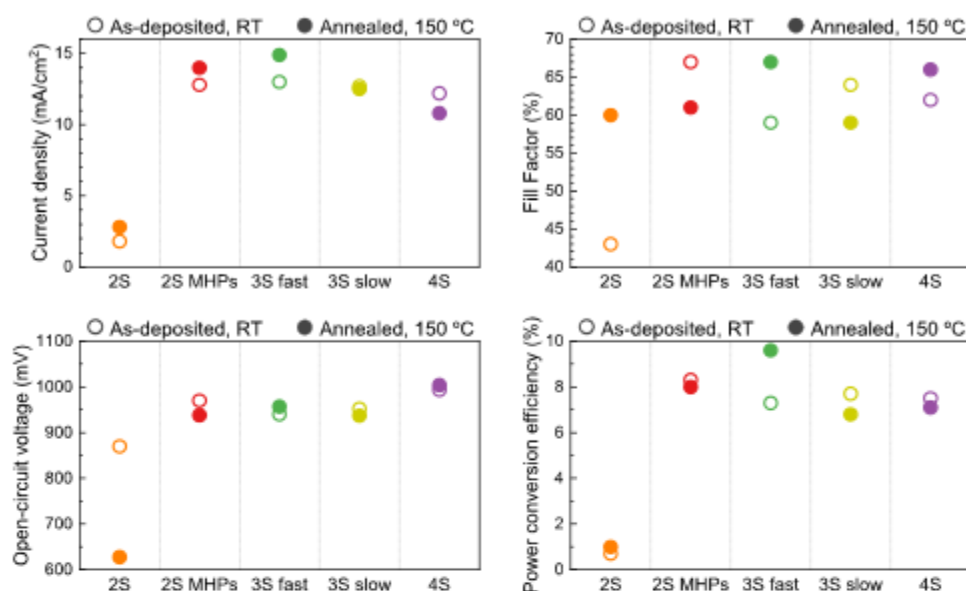 As-deposited, RT Annealed, 150 ºC
Current density (mA/cm²)
15
10
5
0
2S 2S MHPs 3S fast 3S slow 4S
As-deposited, RT Annealed, 150 ºC
Fill Factor (%)
70
65
60
55
50
45
40
2S 2S MHPs 3S fast 3S slow 4S
As-deposited, RT Annealed, 150 ºC
Open-circuit voltage (mV)
1100
1000
900
800
700
600
2S 2S MHPs 3S fast 3S slow 4S
As-deposited, RT Annealed, 150 ºC
Power conversion efficiency (%)
10
8
6
4
2
0
2S 2S MHPs 3S fast 3S slow 4S